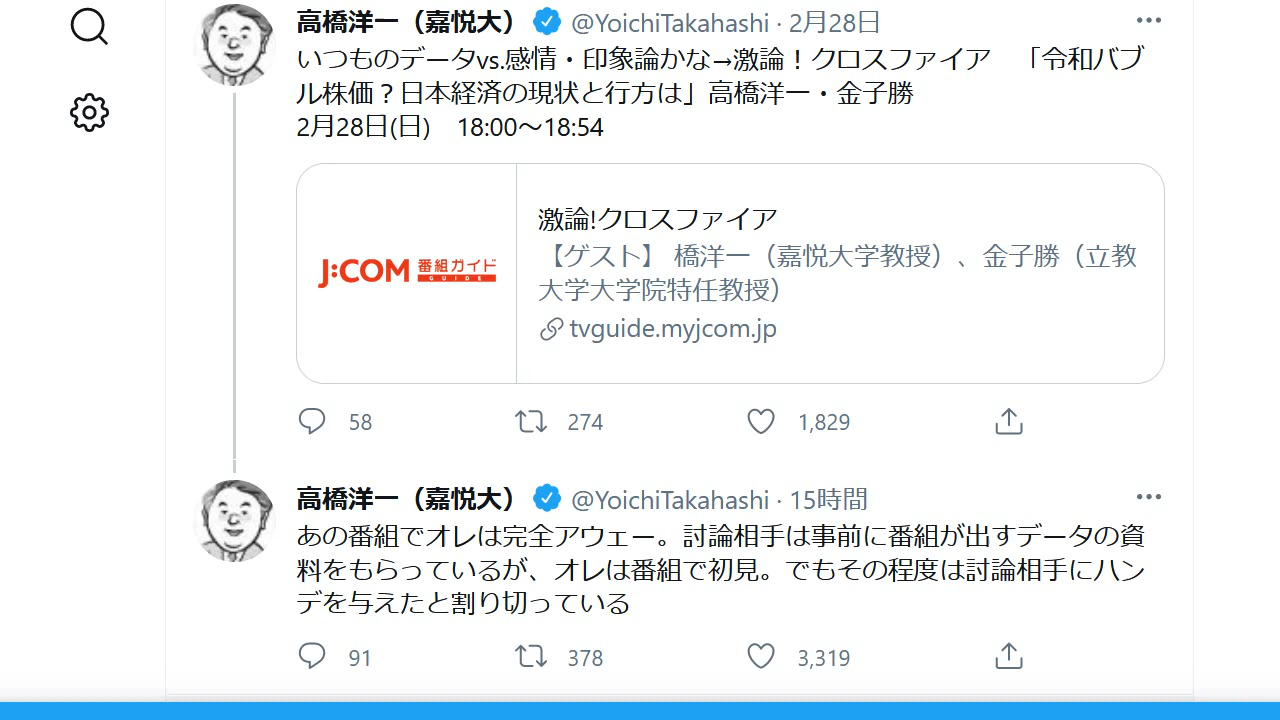 高橋洋一（嘉悦大） @YoichiTakahashi · 2月28日
いつものデータvs.感情・印象論かな→激論！クロスファイア　「令和バブ
ル株価？日本経済の現状と行方は」高橋洋一・金子勝
2月28日(日)　18:00〜18:54
激論!クロスファイア
【ゲスト】 橋洋一（嘉悦大学教授）、金子勝（立教
大学大学院特任教授）
J:COM 番組ガイド
GUIDE
tvguide.myjcom.jp
58 274 1,829
高橋洋一（嘉悦大） @YoichiTakahashi · 15時間
あの番組でオレは完全アウェー。討論相手は事前に番組が出すデータの資
料をもらっているが、オレは番組で初見。でもその程度は討論相手にハン
デを与えたと割り切っている
91 378 3,319